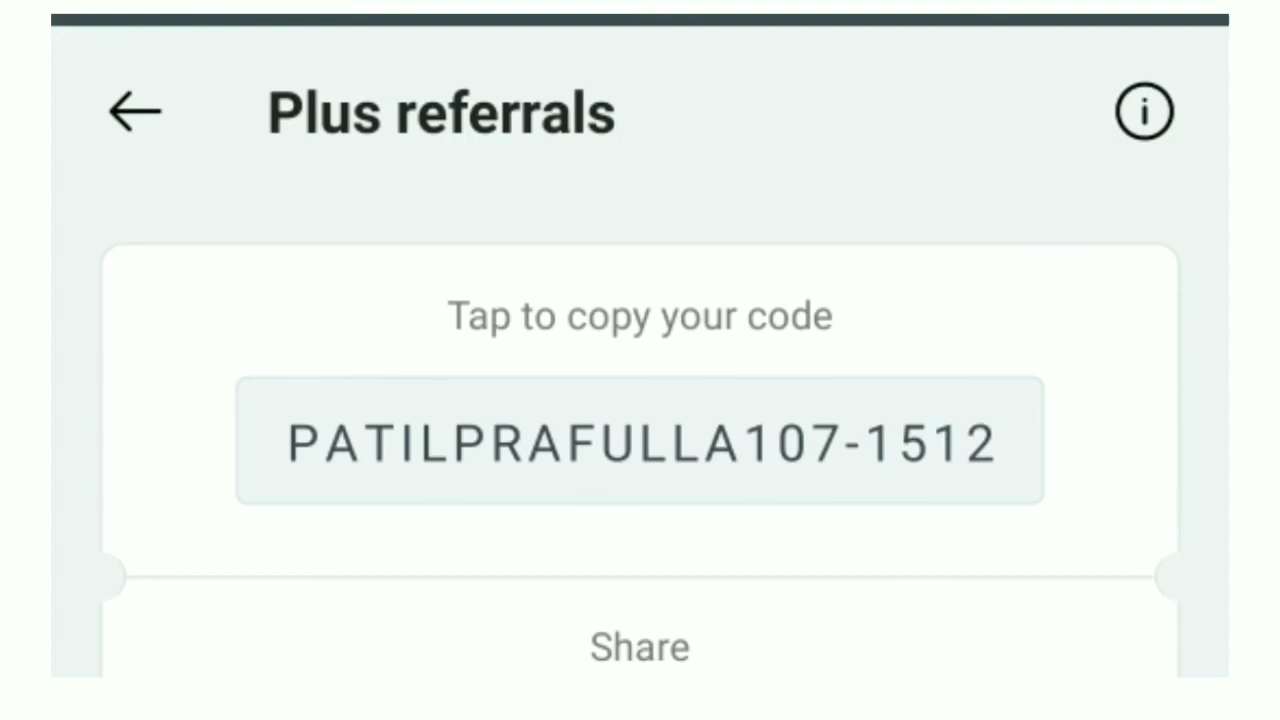 Plus referrals
Tap to copy your code
PATILPRAFULLA107-1512
Share